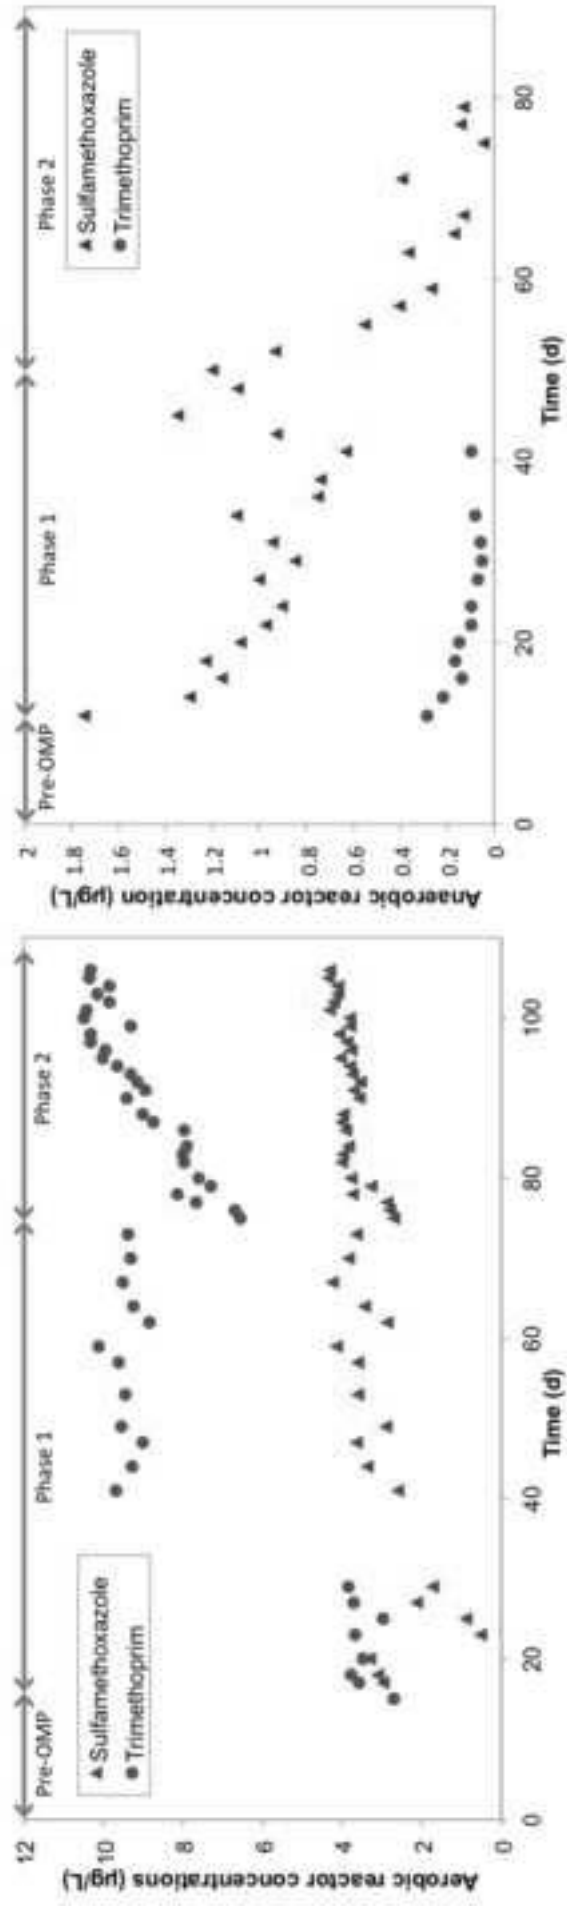 Pre-OMP
Phase 1
Phase 2
Sulfamethoxazole
Trimethoprim
12
10
8
6
4
2
0
Aerobic reactor concentrations (µg/L)
0
20
40
60
80
100
Time (d)
Pre-OMP
Phase 1
Phase 2
Sulfamethoxazole
Trimethoprim
2
1.8
1.6
1.4
1.2
1
0.8
0.6
0.4
0.2
0
Anaerobic reactor concentration (µg/L)
0
20
40
60
80
Time (d)